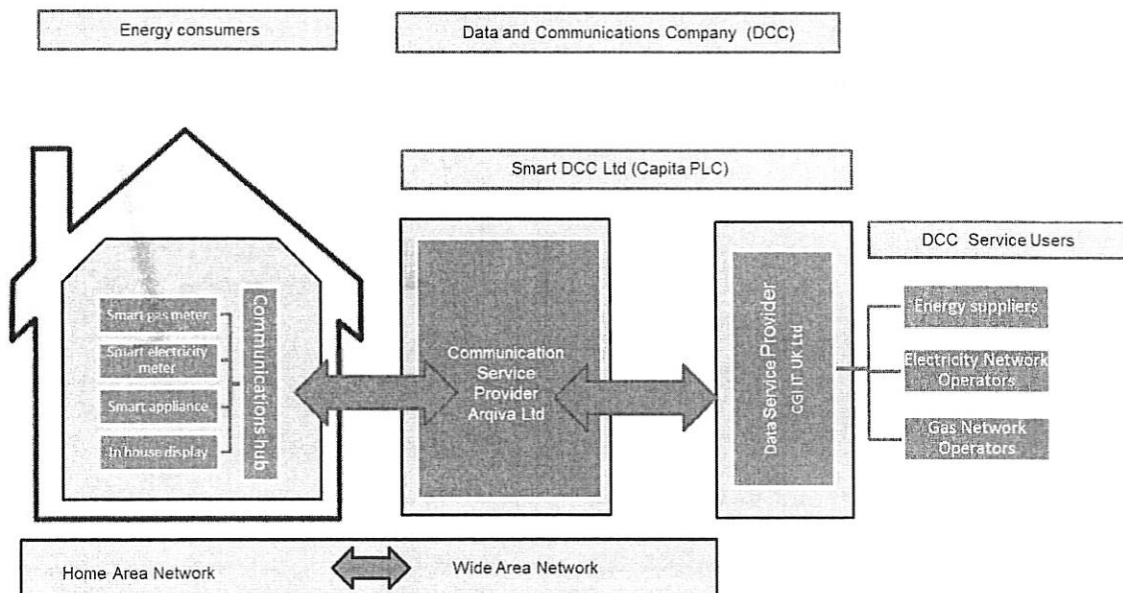 Energy consumers
Data and Communications Company (DCC)
Smart DCC Ltd (Capita PLC)
DCC Service Users
Smart gas meter
Smart electricity
meter
Smart appliance
In house display
Communications hub
Communication
Service
Provider
Arqiva Ltd
Data Service Provider
CGI IT UK Ltd
Energy suppliers
Electricity Network
Operators
Gas Network
Operators
Home Area Network
Wide Area Network